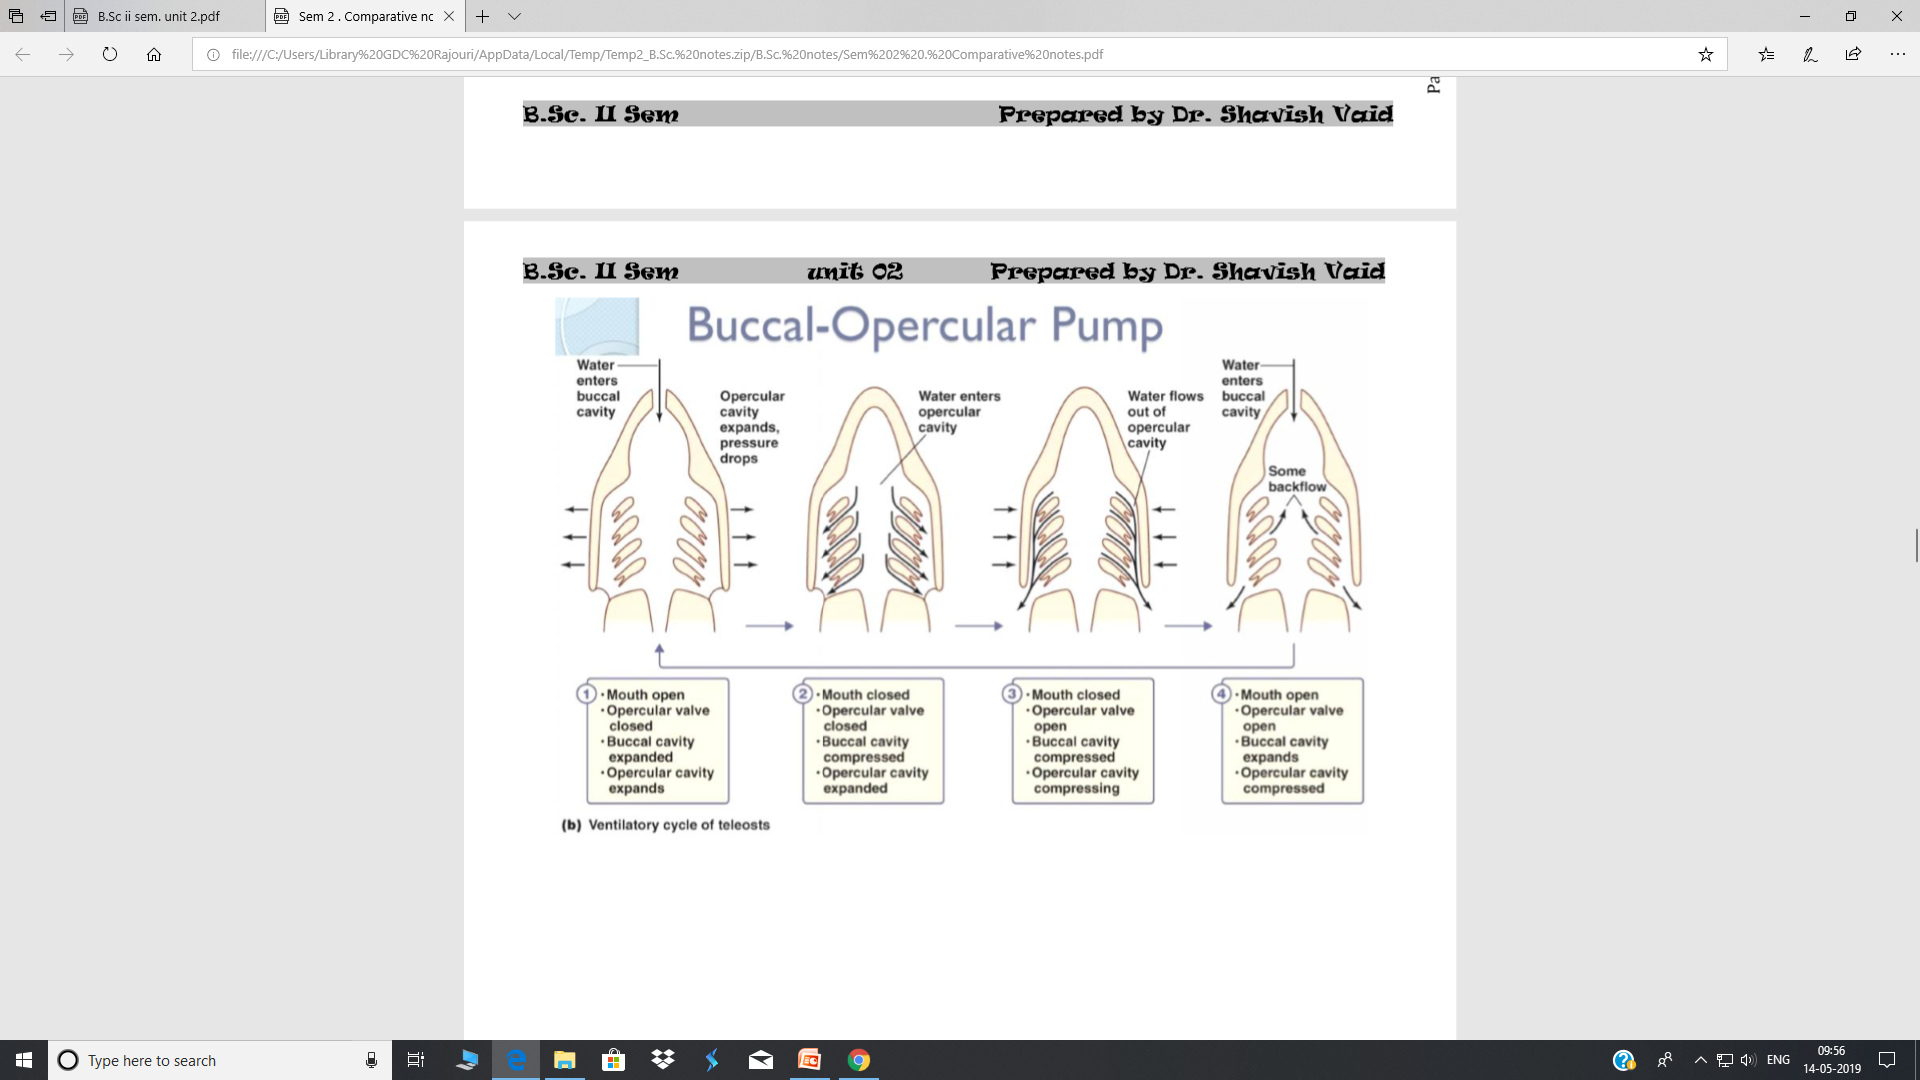 B.Sc ii sem. unit 2.pdf
Sem 2 . Comparative nc
file:///C:/Users/Library%20GDC%20Rajouri/AppData/Local/Temp/Temp2_B.Sc.%20notes.zip/B.Sc.%20notes/Sem%202%20.%20Comparative%20notes.pdf
Pa
B.Sc. II Sem Prepared by Dr. Shavish Vaid
B.Sc. II Sem unit 02 Prepared by Dr. Shavish Vaid
Buccal-Opercular Pump
Water
enters
buccal
cavity
Opercular
cavity
expands,
pressure
drops
Water enters
opercular
cavity
Water flows
out of
opercular
cavity
Water
enters
buccal
cavity
Some
backflow
1 · Mouth open
· Opercular valve
closed
· Buccal cavity
expanded
· Opercular cavity
expands
2 · Mouth closed
· Opercular valve
closed
· Buccal cavity
compressed
· Opercular cavity
expanded
3 · Mouth closed
· Opercular valve
open
· Buccal cavity
compressed
· Opercular cavity
compressing
4 · Mouth open
· Opercular valve
open
· Buccal cavity
expands
· Opercular cavity
compressed
(b) Ventilatory cycle of teleosts
Type here to search
ENG
09:56
14-05-2019